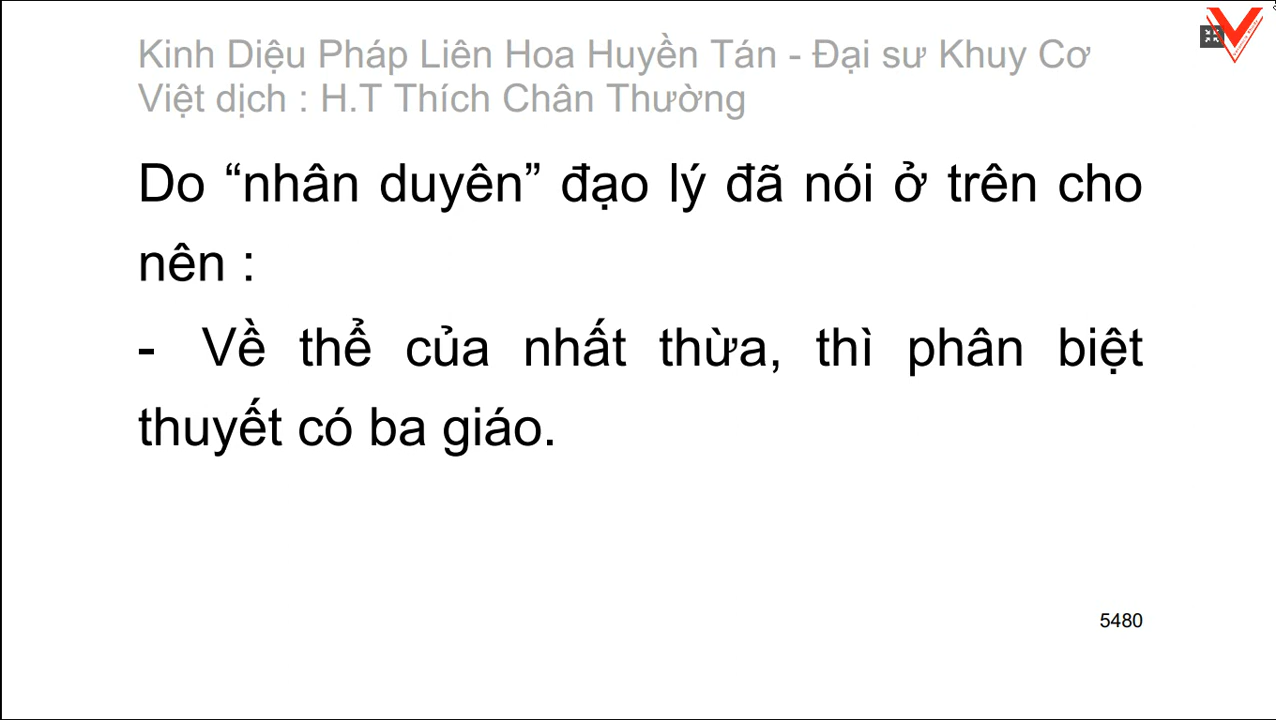 Kinh Diệu Pháp Liên Hoa Huyền Tán - Đại sư Khuy Cơ
Việt dịch : H.T Thích Chân Thường
Do “nhân duyên” đạo lý đã nói ở trên cho
nên :
- Về thể của nhất thừa, thì phân biệt
thuyết có ba giáo.
5480